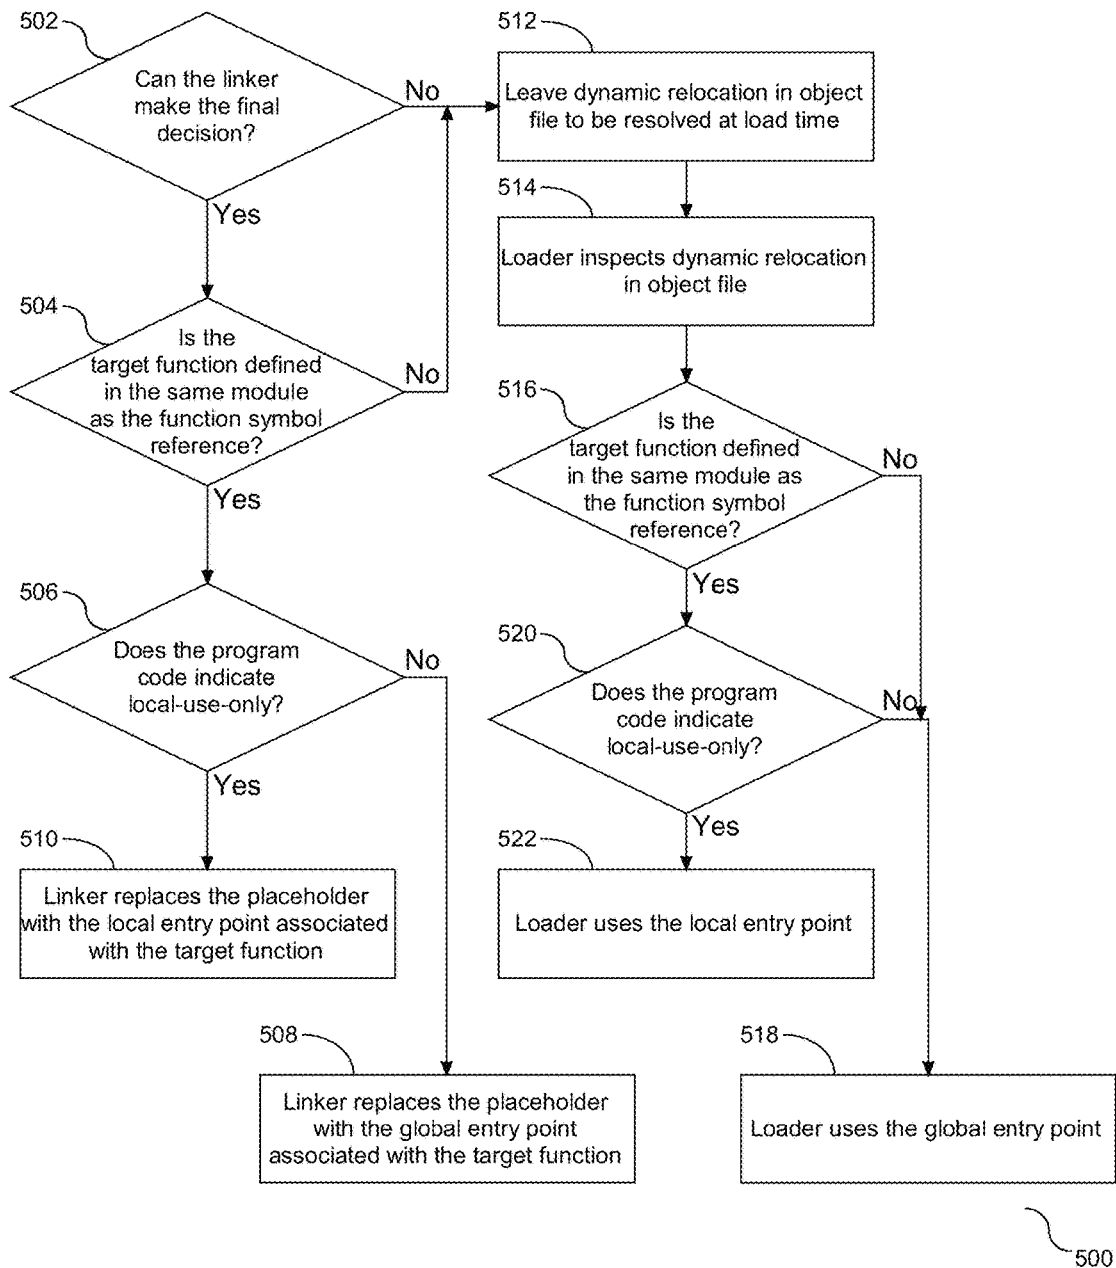 502
Can the linker
make the final
decision?
No
Yes
504
Is the
target function defined
in the same module
as the function symbol
reference?
No
Yes
506
Does the program
code indicate
local-use-only?
No
Yes
510
Linker replaces the placeholder
with the local entry point associated
with the target function
508
Linker replaces the placeholder
with the global entry point
associated with the target function
512
Leave dynamic relocation in object
file to be resolved at load time
514
Loader inspects dynamic relocation
in object file
516
Is the
target function defined
in the same module as
the function symbol
reference?
No
Yes
520
Does the program
code indicate
local-use-only?
No
Yes
522
Loader uses the local entry point
518
Loader uses the global entry point
500